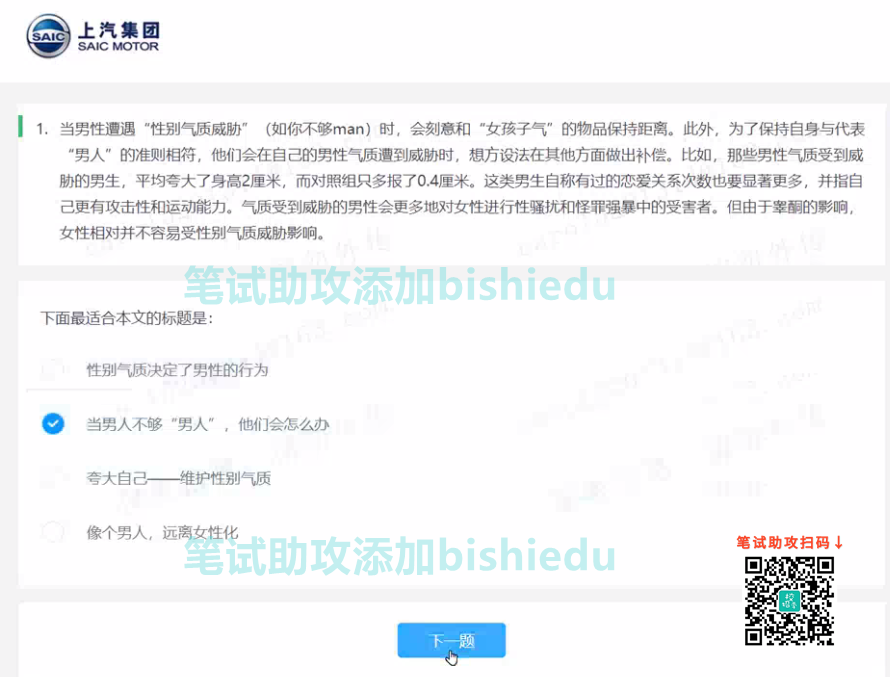 上汽集团
SAIC
SAIC MOTOR
1. 当男性遭遇“性别气质威胁”（如你不够man）时，会刻意和“女孩子气”的物品保持距离。此外，为了保持自身与代表
“男人”的准则相符，他们会在自己的男性气质遭到威胁时，想方设法在其他方面做出补偿。比如，那些男性气质受到威
胁的男生，平均夸大了身高2厘米，而对照组只多报了0.4厘米。这类男生自称有过的恋爱关系次数也要显著更多，并指自
己更有攻击性和运动能力。气质受到威胁的男性会更多地对女性进行性骚扰和怪罪强暴中的受害者。但由于睾酮的影响，
女性相对并不容易受性别气质威胁影响。
笔试助攻添加bishiedu
下面最适合本文的标题是：
性别气质决定了男性的行为
当男人不够“男人”，他们会怎么办
夸大自己——维护性别气质
像个男人，远离女性化
笔试助攻扫码↓
笔试助攻添加bishiedu
下一题